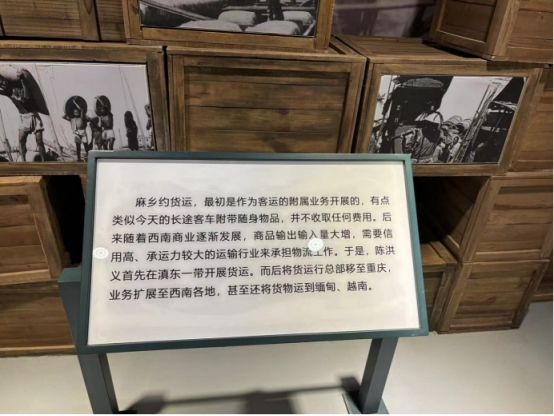 麻乡约货运，最初是作为客运的附属业务开展的，有点
类似今天的长途客车附带随身物品，并不收取任何费用。后
来随着西南商业逐渐发展，商品输出输入量大增，需要信
用高、承运力较大的运输行业来承担物流工作。于是，陈洪
义首先在滇东一带开展货运。而后将货运行总部移至重庆，
业务扩展至西南各地，甚至还将货物运到缅甸、越南。